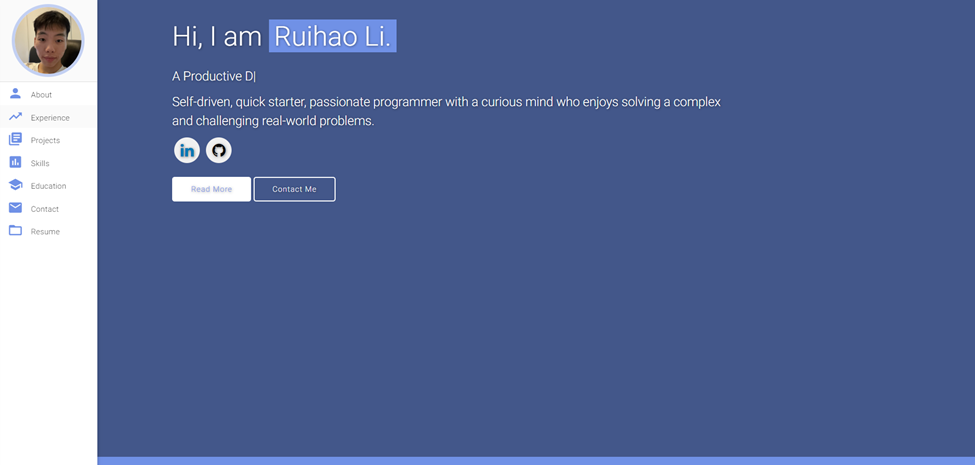 About
Experience
Projects
Skills
Education
Contact
Resume
Hi, I am Ruihao Li.
A Productive D|
Self-driven, quick starter, passionate programmer with a curious mind who enjoys solving a complex
and challenging real-world problems.
in
Read More
Contact Me